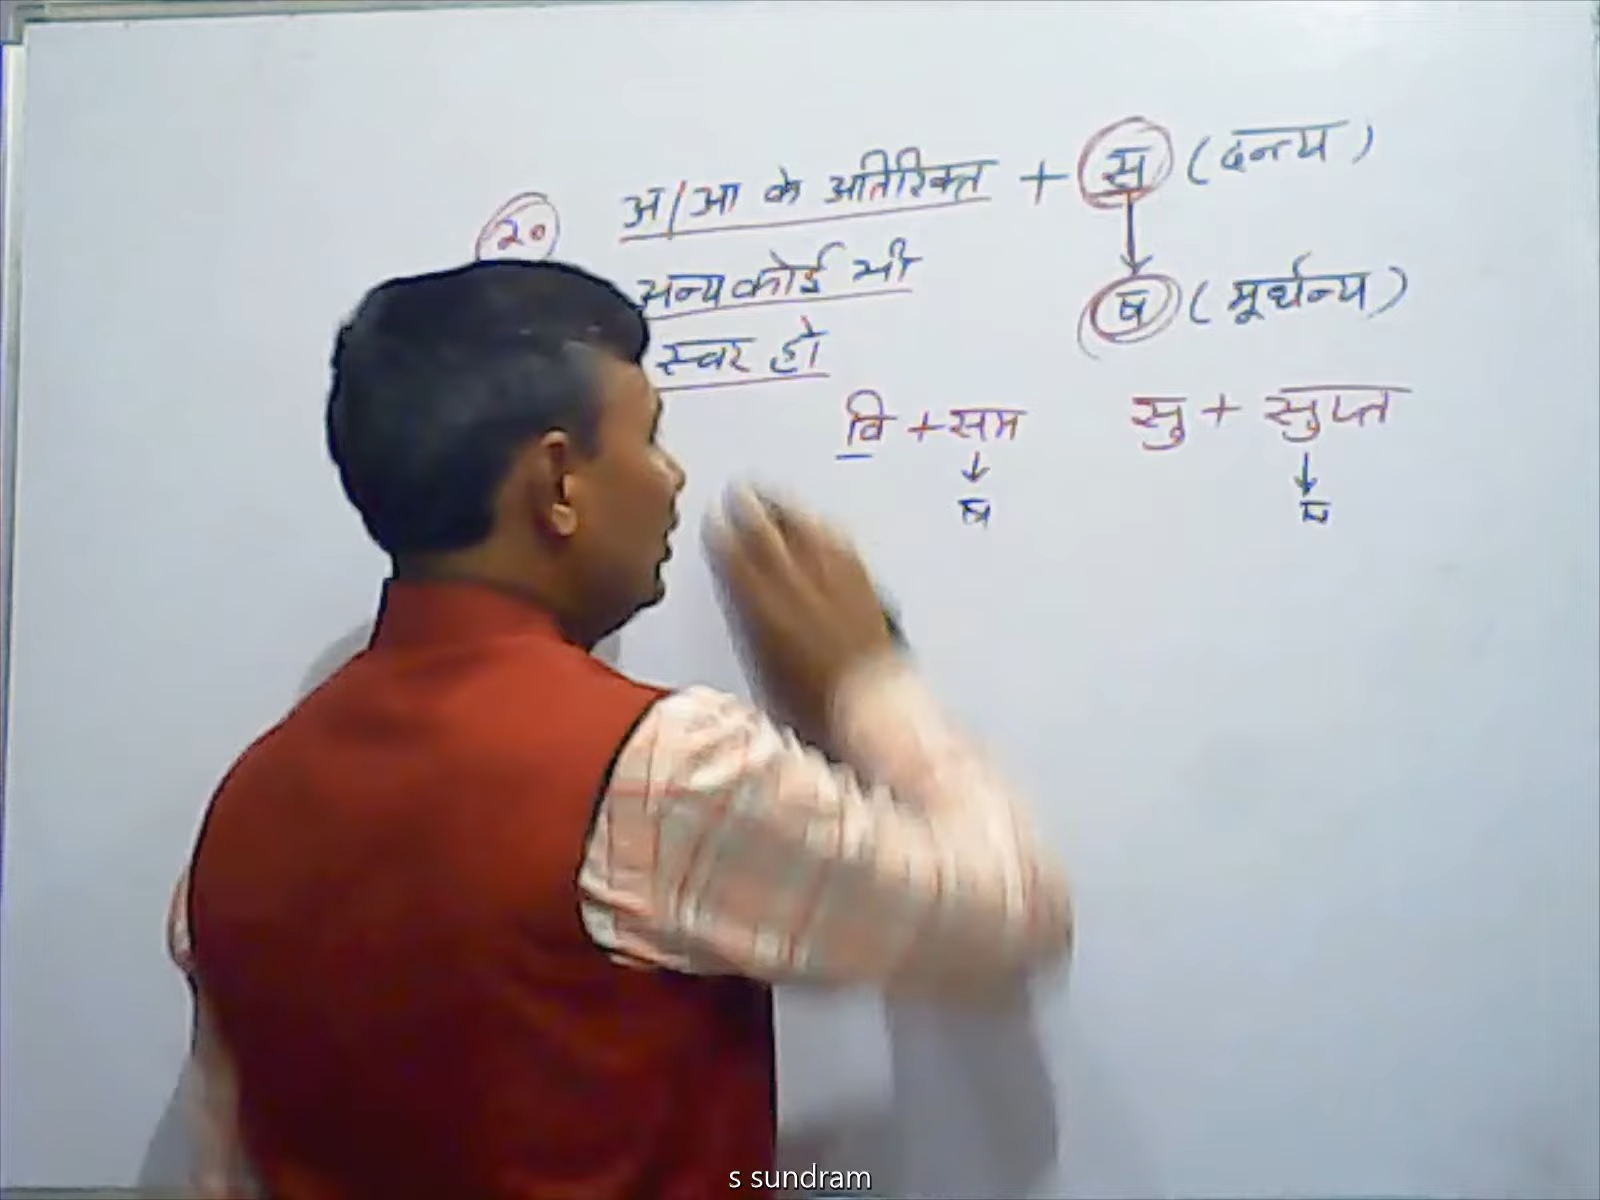 २० अ/आ के अतिरिक्त + स (दन्त्य)
अन्य कोई भी ष (मूर्धन्य)
स्वर हो
वि + सम सु + सुप्त
ष ष
s sundram